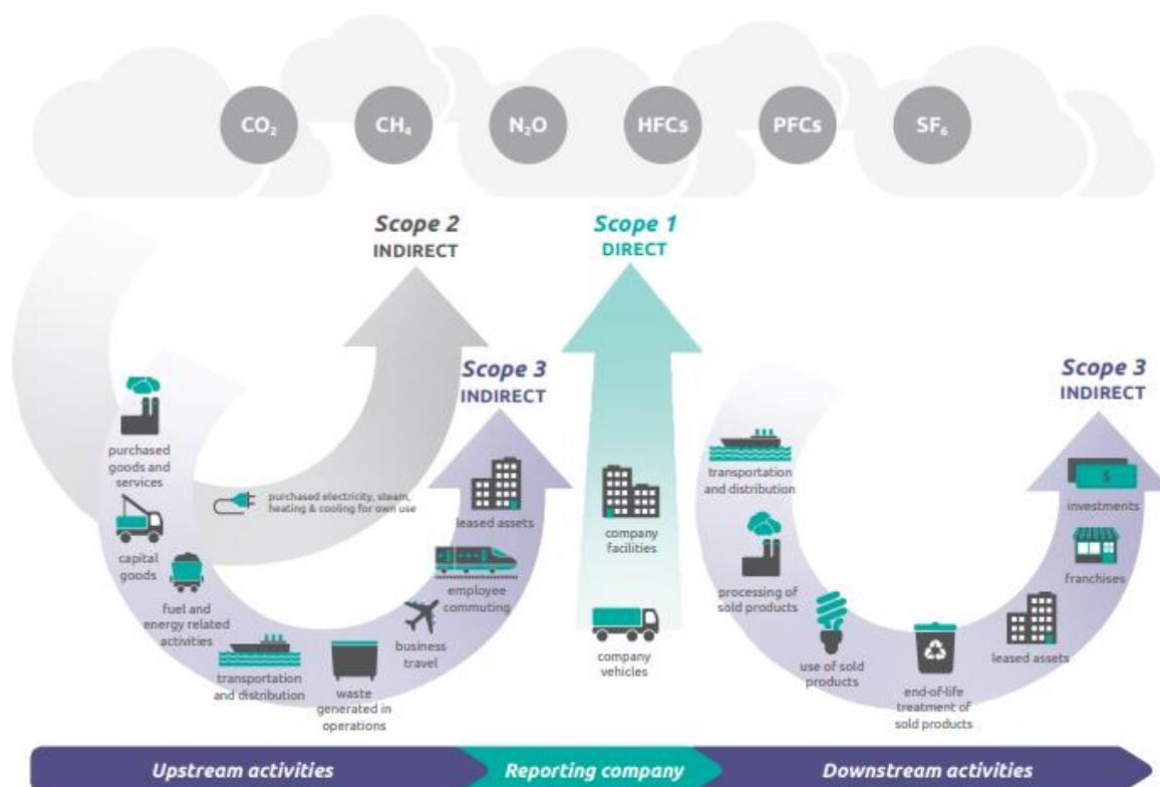 CO₂
CH₄
N₂O
HFCs
PFCs
SF₆
Scope 2
INDIRECT
Scope 1
DIRECT
Scope 3
INDIRECT
Scope 3
INDIRECT
purchased
goods and
services
capital
goods
fuel and
energy related
activities
transportation
and distribution
waste
generated in
operations
business
travel
employee
commuting
leased assets
purchased electricity, steam,
heating & cooling for own use
company
facilities
company
vehicles
transportation
and distribution
processing of
sold products
use of sold
products
end-of-life
treatment of
sold products
leased assets
franchises
investments
$
Upstream activities
Reporting company
Downstream activities